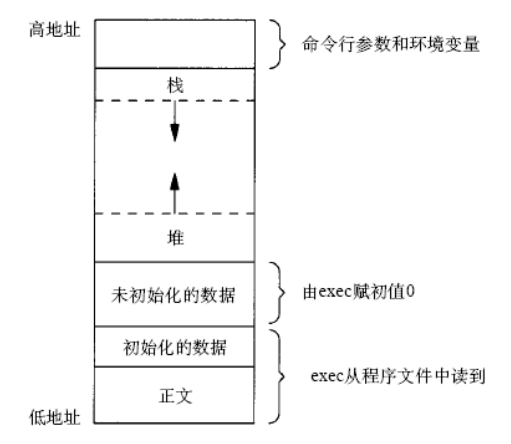 高地址
命令行参数和环境变量
栈
堆
未初始化的数据
由exec赋初值0
初始化的数据
exec从程序文件中读到
正文
低地址